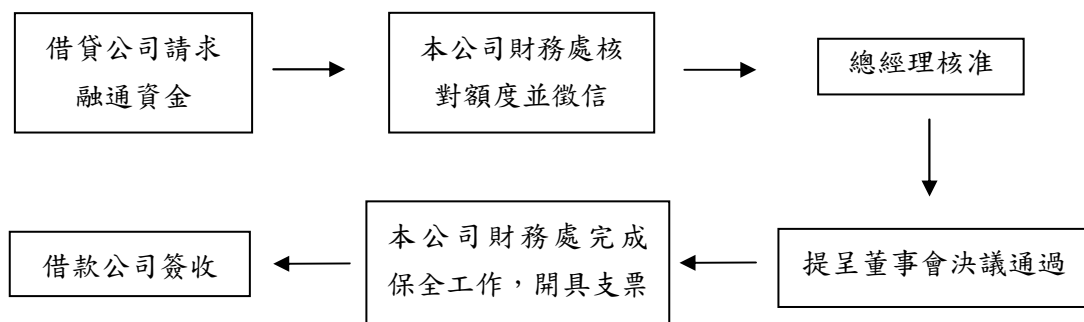 借貸公司請求
融通資金
本公司財務處核
對額度並徵信
總經理核准
提呈董事會決議通過
本公司財務處完成
保全工作，開具支票
借款公司簽收